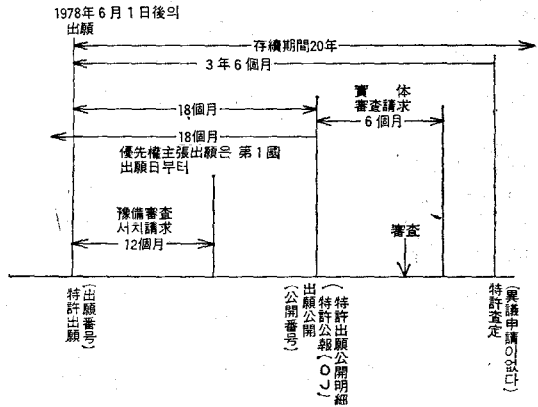 1978年6月1日後의
出願
存續期間20年
3年6個月
18個月
實体
審査請求
6個月
18個月
優先權主張出願은 第1國
出願日부터
豫備審査
서치請求
12個月
審査
特許出願
(出願番号)
出願公開
(公開番号)
(特許公報(OJ)
特許出願公開明細
特許査定
(異議申請이없다)